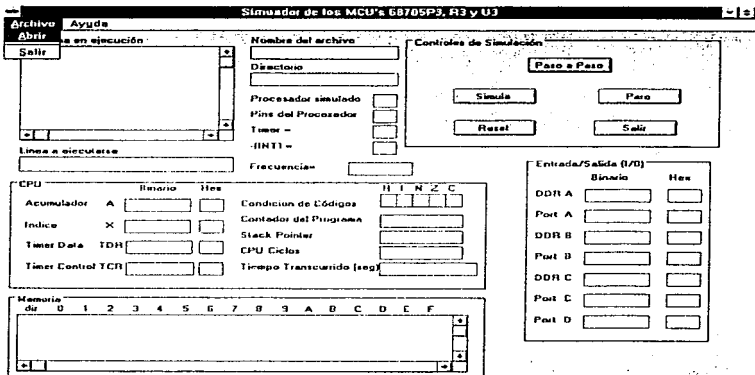 Simuador de los MCU's 68705P3, R3 y U3
Archivo Ayuda
Abrir
Salir
en ejecución
Nombre del archivo
Directorio
Procesador simulado
Pins del Procesador
Timer =
-(INT) =
Frecuencia=
Linea a ejecutarse
Controles de Simulación
Paso a Paso
Simula Paro
Reset Salir
CPU
Binario Hex
Acumulador A
Indice X
Timer Data TDR
Timer Control TCR
H I N Z C
Condicion de Códigos
Contador del Programa
Stack Pointer
CPU Ciclos
Tiempo Transcurrido (seg)
Entrada/Salida (I/O)
Binario Hex
DDR A
Port A
DDR B
Port B
DDR C
Port C
Port D
Memoria
dir 0 1 2 3 4 5 6 7 8 9 A B C D E F